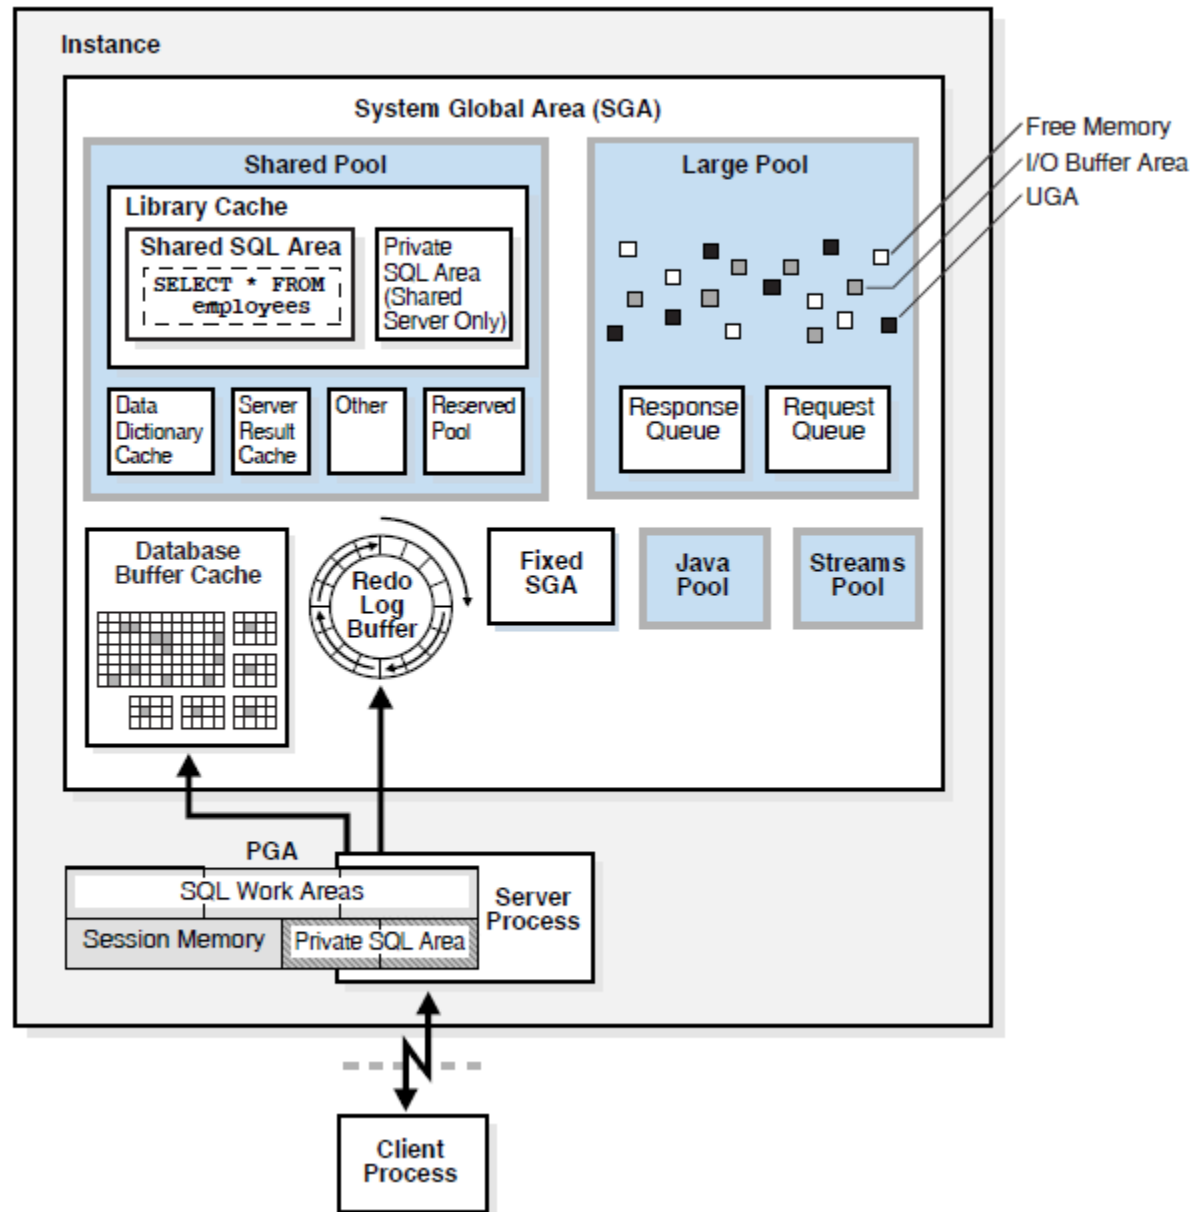 Instance
System Global Area (SGA)
Shared Pool
Library Cache
Shared SQL Area
SELECT * FROM
employees
Private
SQL Area
(Shared
Server Only)
Data
Dictionary
Cache
Server
Result
Cache
Other
Reserved
Pool
Large Pool
Free Memory
I/O Buffer Area
UGA
Response
Queue
Request
Queue
Database
Buffer Cache
Redo
Log
Buffer
Fixed
SGA
Java
Pool
Streams
Pool
PGA
SQL Work Areas
Session Memory
Private SQL Area
Server
Process
Client
Process